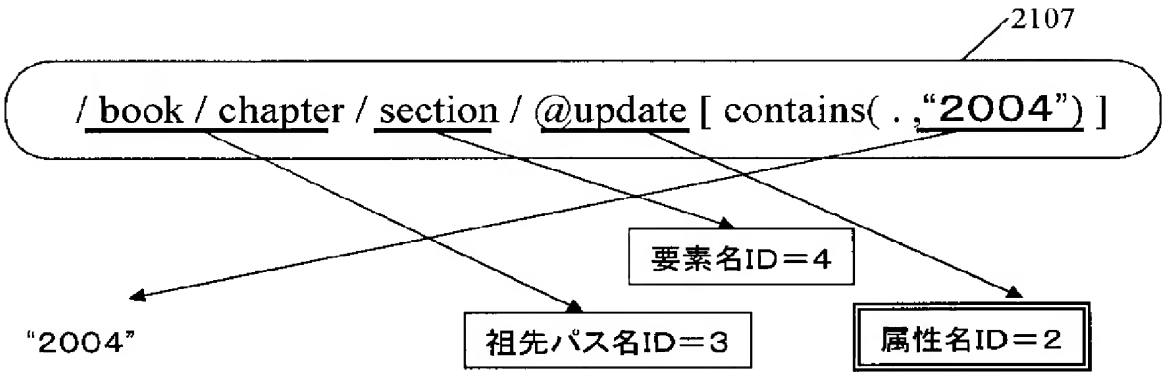 2107
/ book / chapter / section / @update [ contains( . ,“2004”) ]
要素名ID＝4
“2004”
祖先パス名ID＝3
属性名ID＝2